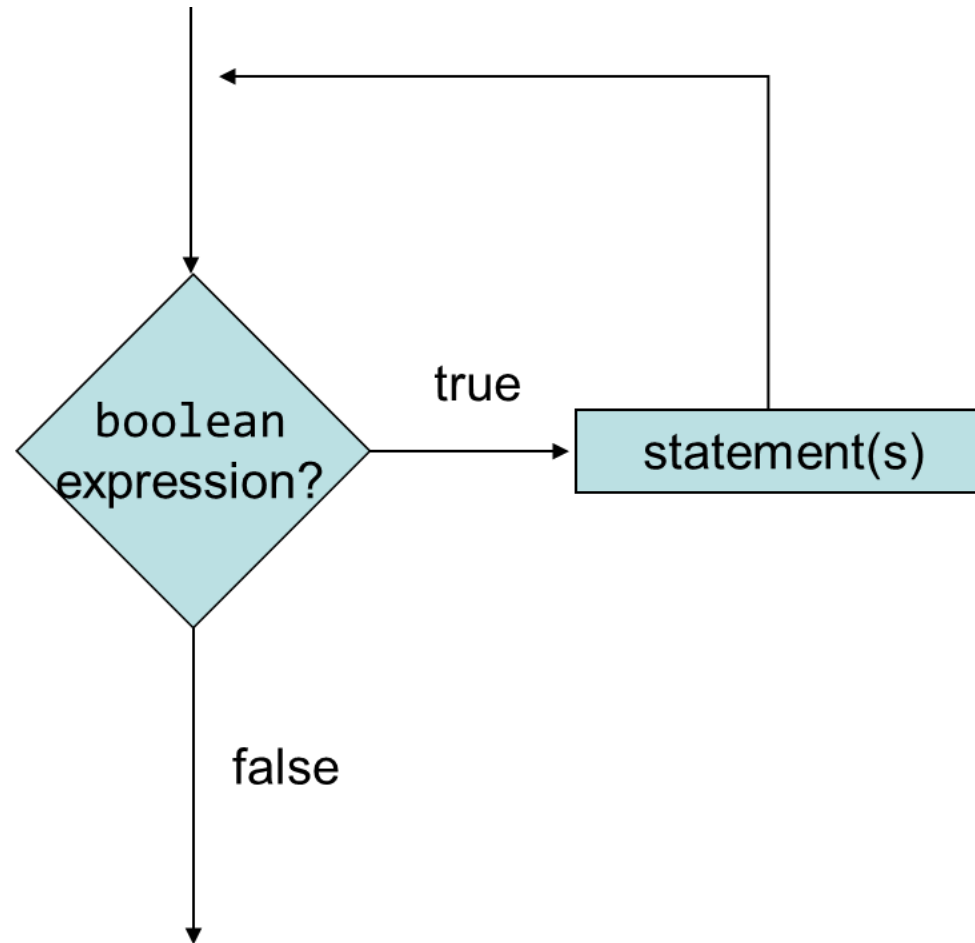 true
boolean
expression?
statement(s)
false